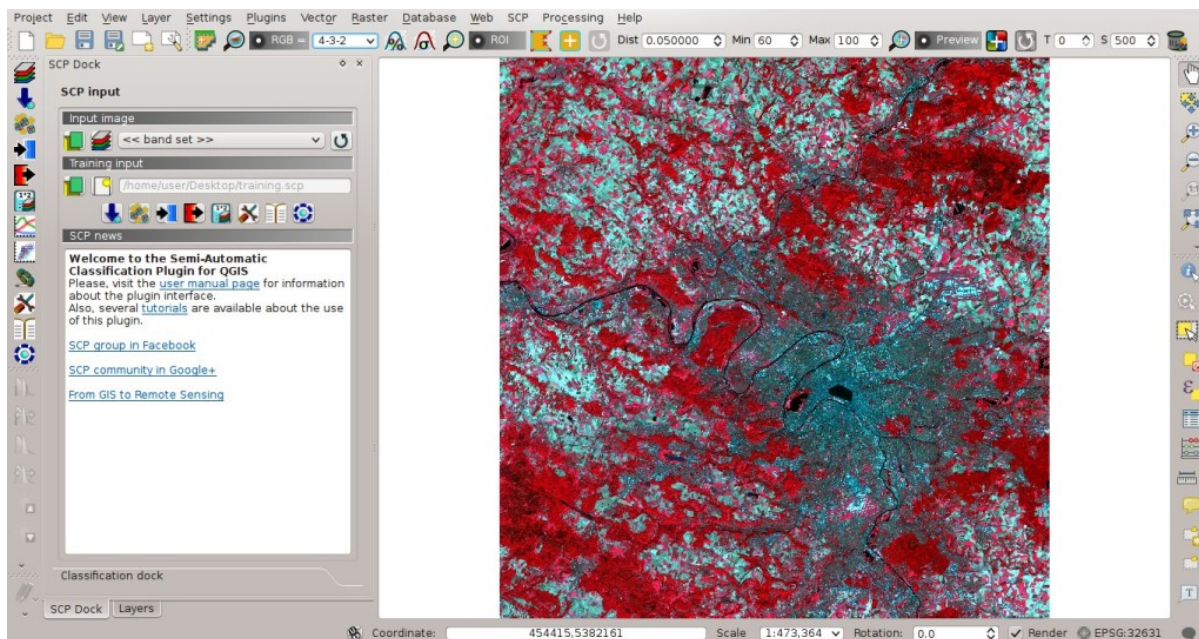 Project Edit View Layer Settings Plugins Vector Raster Database Web SCP Processing Help
RGB = 4-3-2 ROI Dist 0.050000 Min 60 Max 100 Preview T 0 S 500
SCP Dock
SCP input
Input image
<< band set >>
Training input
/home/user/Desktop/training.scp
SCP news
Welcome to the Semi-Automatic
Classification Plugin for QGIS
Please, visit the user manual page for information
about the plugin interface.
Also, several tutorials are available about the use
of this plugin.
SCP group in Facebook
SCP community in Google+
From GIS to Remote Sensing
Classification dock
SCP Dock Layers
Coordinate: 454415,5382161 Scale 1:473,364 Rotation: 0.0 Render EPSG:32631